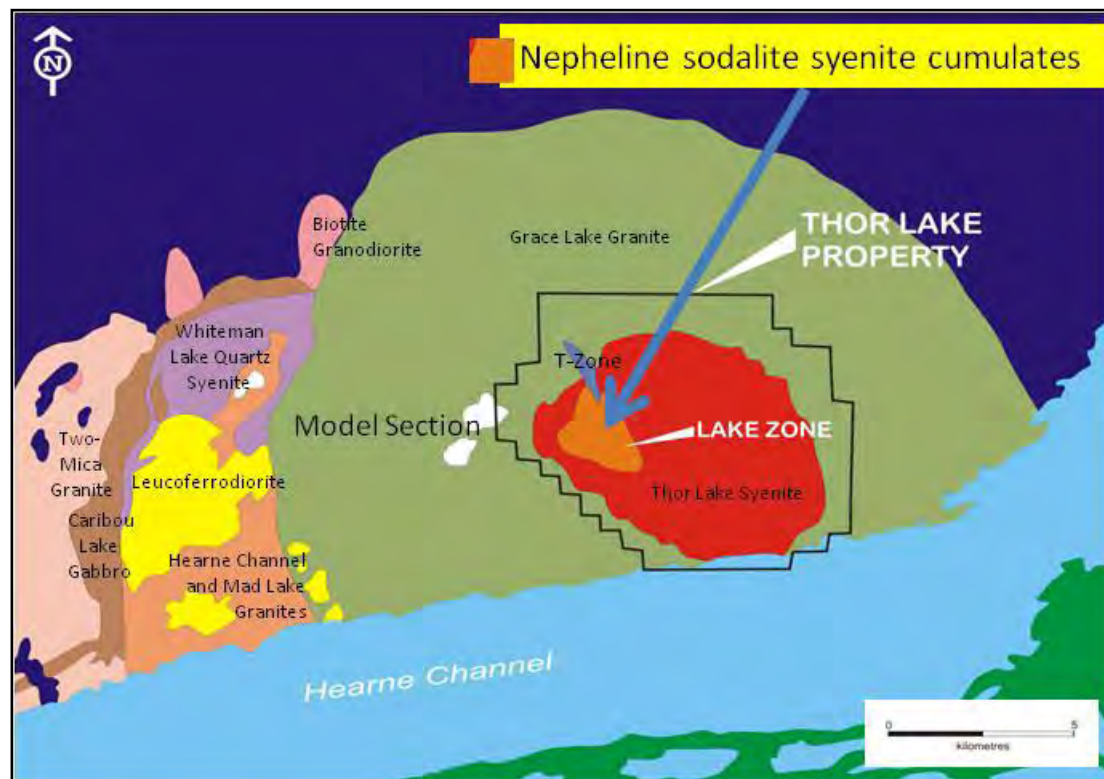 N
Nepheline sodalite syenite cumulates
Biotite
Granodiorite
Grace Lake Granite
THOR LAKE
PROPERTY
Whiteman
Lake Quartz
Syenite
T-Zone
Model Section
LAKE ZONE
Two-
Mica
Granite
Leucoferrodiorite
Thor Lake Syenite
Caribou
Lake
Gabbro
Hearne Channel
and Mad Lake
Granites
Hearne Channel
0 5
kilometres